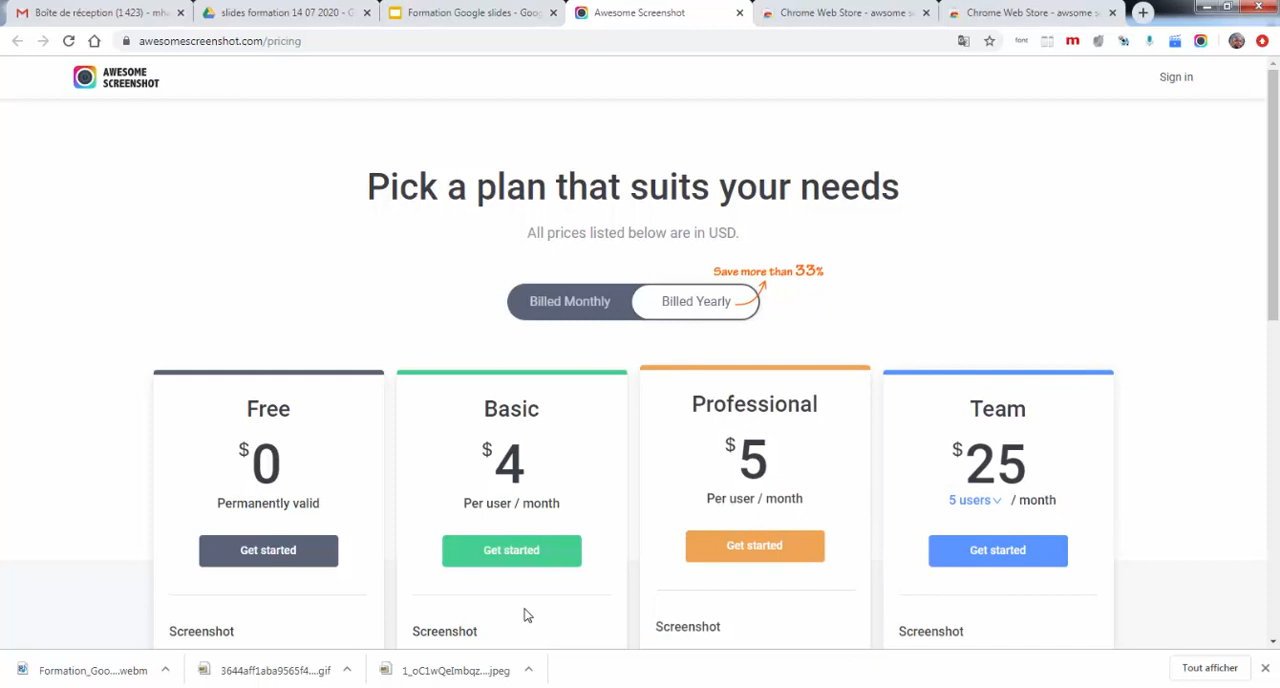 Boîte de réception (1 423) - mh
slides formation 14 07 2020 - G
Formation Google slides - Goog
Awesome Screenshot
Chrome Web Store - awsome s
Chrome Web Store - awsome s
awesomescreenshot.com/pricing
font
m
AWESOME
SCREENSHOT
Sign in
Pick a plan that suits your needs
All prices listed below are in USD.
Save more than 33%
Billed Monthly
Billed Yearly
Free
$0
Permanently valid
Get started
Screenshot
Basic
$4
Per user / month
Get started
Screenshot
Professional
$5
Per user / month
Get started
Screenshot
Team
$25
5 users / month
Get started
Screenshot
Formation_Goo....webm
3644aff1aba9565f4....gif
1_oC1wQeImbqz....jpeg
Tout afficher